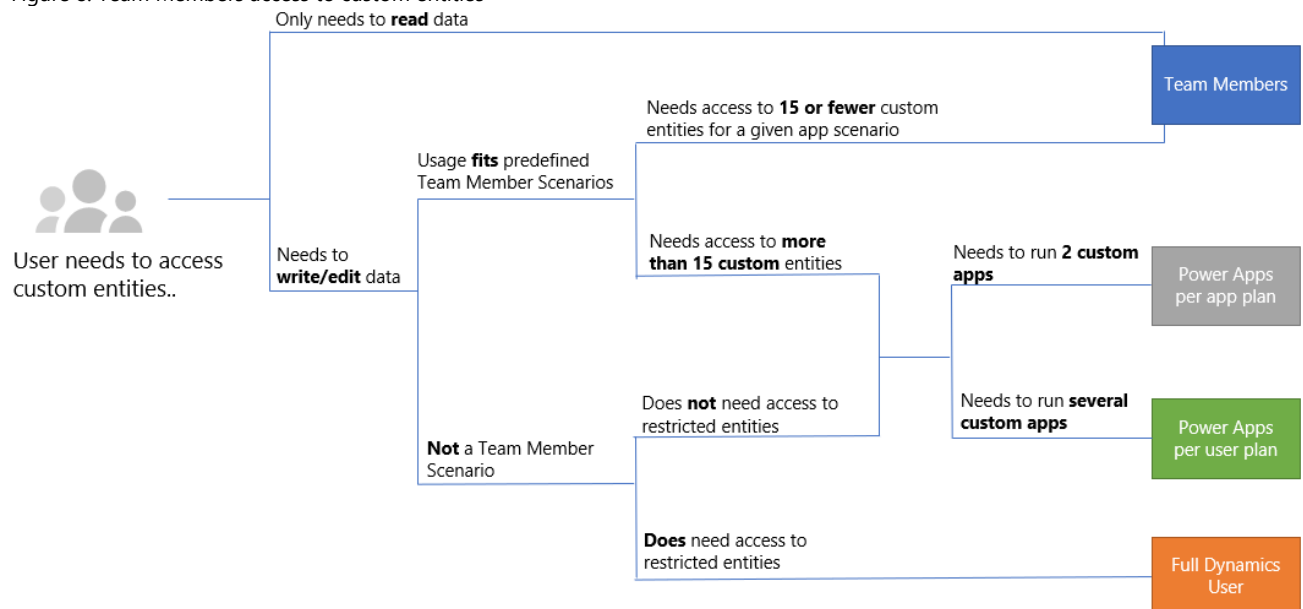 Only needs to read data
Team Members
Needs access to 15 or fewer custom
entities for a given app scenario
Usage fits predefined
Team Member Scenarios
User needs to access
custom entities..
Needs to
write/edit data
Needs access to more
than 15 custom entities
Needs to run 2 custom
apps
Power Apps
per app plan
Does not need access to
restricted entities
Needs to run several
custom apps
Power Apps
per user plan
Not a Team Member
Scenario
Does need access to
restricted entities
Full Dynamics
User